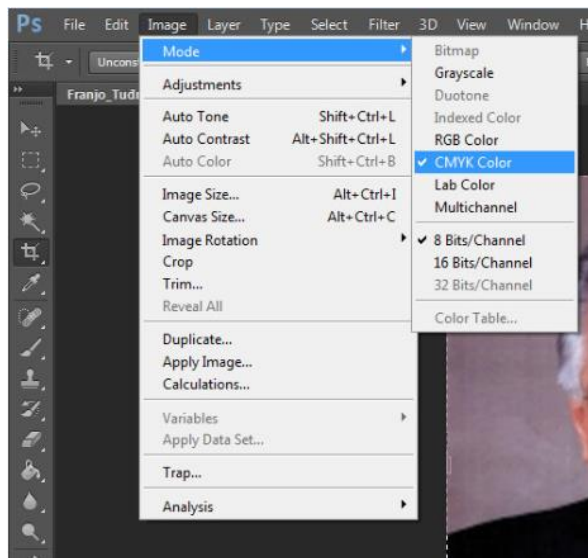 Ps File Edit Image Layer Type Select Filter 3D View Window H
Uncons
Franjo_Tuđr
Mode
Adjustments
Auto Tone Shift+Ctrl+L
Auto Contrast Alt+Shift+Ctrl+L
Auto Color Shift+Ctrl+B
Image Size... Alt+Ctrl+I
Canvas Size... Alt+Ctrl+C
Image Rotation
Crop
Trim...
Reveal All
Duplicate...
Apply Image...
Calculations...
Variables
Apply Data Set...
Trap...
Analysis
Bitmap
Grayscale
Duotone
Indexed Color
RGB Color
CMYK Color
Lab Color
Multichannel
8 Bits/Channel
16 Bits/Channel
32 Bits/Channel
Color Table...